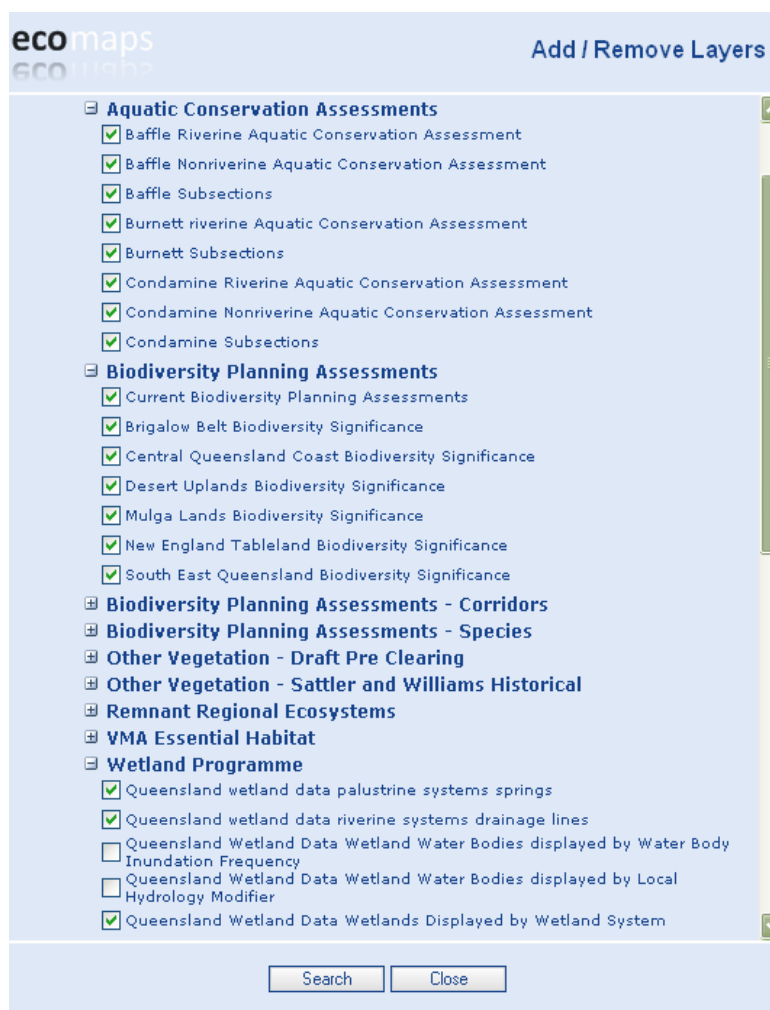 ecomaps
Add / Remove Layers
Aquatic Conservation Assessments
Baffle Riverine Aquatic Conservation Assessment
Baffle Nonriverine Aquatic Conservation Assessment
Baffle Subsections
Burnett riverine Aquatic Conservation Assessment
Burnett Subsections
Condamine Riverine Aquatic Conservation Assessment
Condamine Nonriverine Aquatic Conservation Assessment
Condamine Subsections
Biodiversity Planning Assessments
Current Biodiversity Planning Assessments
Brigalow Belt Biodiversity Significance
Central Queensland Coast Biodiversity Significance
Desert Uplands Biodiversity Significance
Mulga Lands Biodiversity Significance
New England Tableland Biodiversity Significance
South East Queensland Biodiversity Significance
Biodiversity Planning Assessments - Corridors
Biodiversity Planning Assessments - Species
Other Vegetation - Draft Pre Clearing
Other Vegetation - Sattler and Williams Historical
Remnant Regional Ecosystems
VMA Essential Habitat
Wetland Programme
Queensland wetland data palustrine systems springs
Queensland wetland data riverine systems drainage lines
Queensland Wetland Data Wetland Water Bodies displayed by Water Body
Inundation Frequency
Queensland Wetland Data Wetland Water Bodies displayed by Local
Hydrology Modifier
Queensland Wetland Data Wetlands Displayed by Wetland System
Search
Close